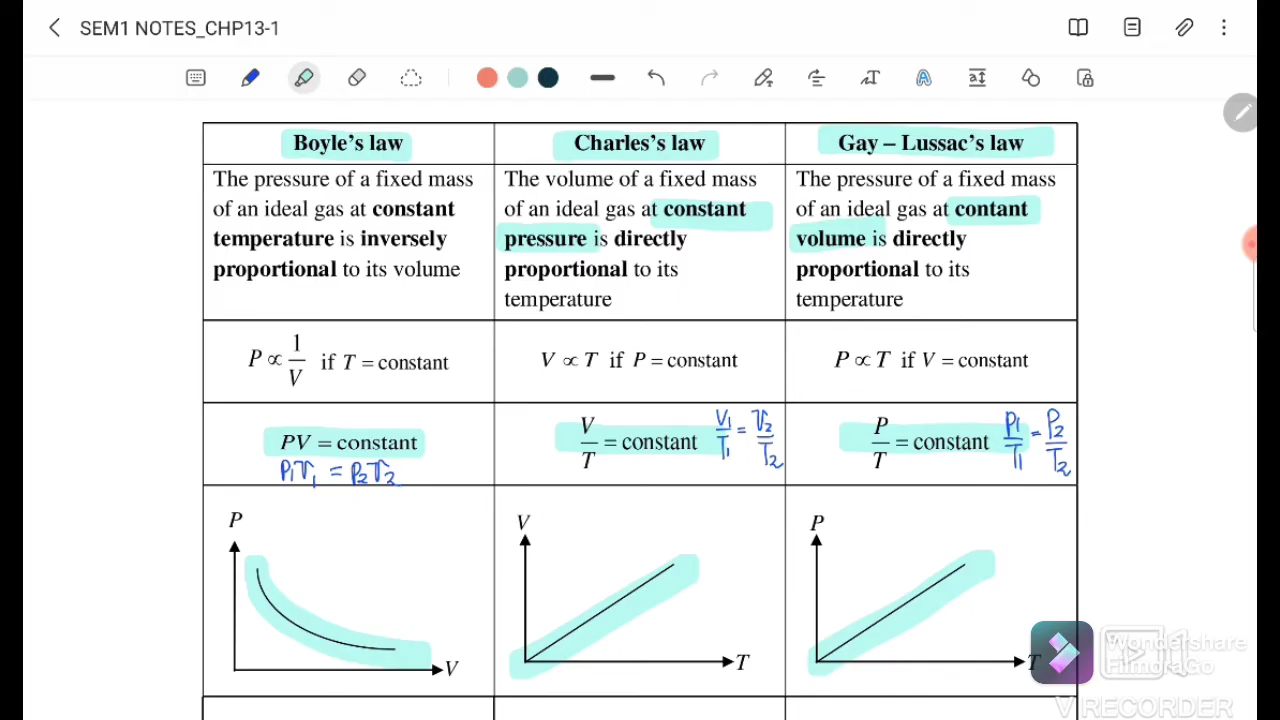 SEM1 NOTES_CHP13-1
Boyle's law
Charles's law
Gay – Lussac's law
The pressure of a fixed mass
of an ideal gas at constant
temperature is inversely
proportional to its volume
The volume of a fixed mass
of an ideal gas at constant
pressure is directly
proportional to its
temperature
The pressure of a fixed mass
of an ideal gas at contant
volume is directly
proportional to its
temperature
P ∝ 1/V if T = constant
V ∝ T if P = constant
P ∝ T if V = constant
PV = constant
P₁V₁ = P₂V₂
V/T = constant V₁/T₁ = V₂/T₂
P/T = constant P₁/T₁ = P₂/T₂
P
V
V
T
P
T
Wondershare
FilmoraGo
V RECORDER